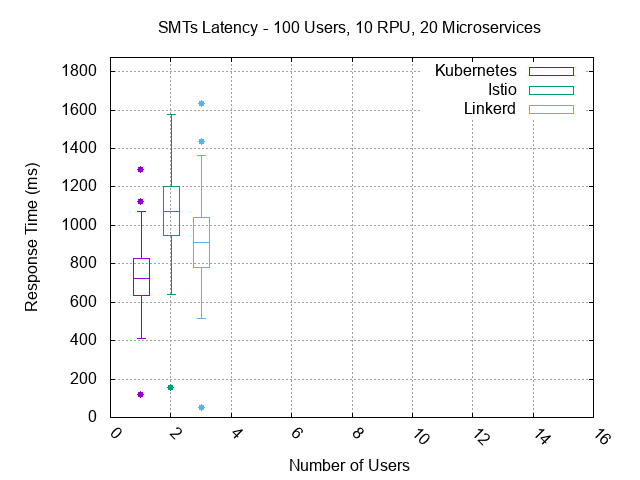 SMTs Latency - 100 Users, 10 RPU, 20 Microservices
Kubernetes
Istio
Linkerd
Response Time (ms)
1800
1600
1400
1200
1000
800
600
400
200
0
0 2 4 6 8 10 12 14 16
Number of Users